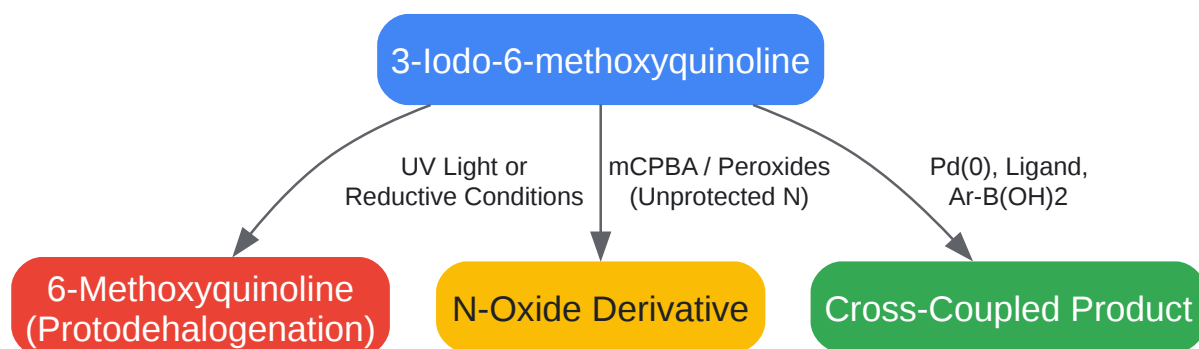 3-Iodo-6-methoxyquinoline
UV Light or
Reductive Conditions
mCPBA / Peroxides
(Unprotected N)
Pd(0), Ligand,
Ar-B(OH)2
6-Methoxyquinoline
(Protodehalogenation)
N-Oxide Derivative
Cross-Coupled Product